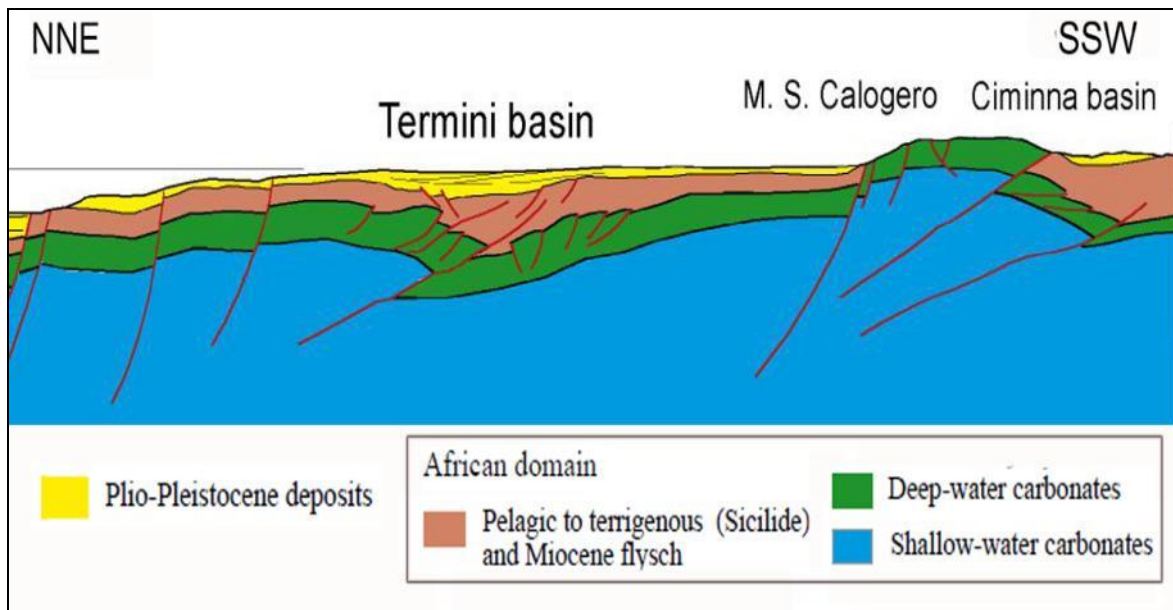 NNE
SSW
M. S. Calogero
Ciminna basin
Termini basin
Plio-Pleistocene deposits
African domain
Pelagic to terrigenous (Sicilide)
and Miocene flysch
Deep-water carbonates
Shallow-water carbonates